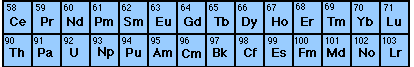 58 59 60 61 62 63 64 65 66 67 68 69 70 71
Ce Pr Nd Pm Sm Eu Gd Tb Dy Ho Er Tm Yb Lu
90 91 92 93 94 95 96 97 98 99 100 101 102 103
Th Pa U Np Pu Am Cm Bk Cf Es Fm Md No Lr